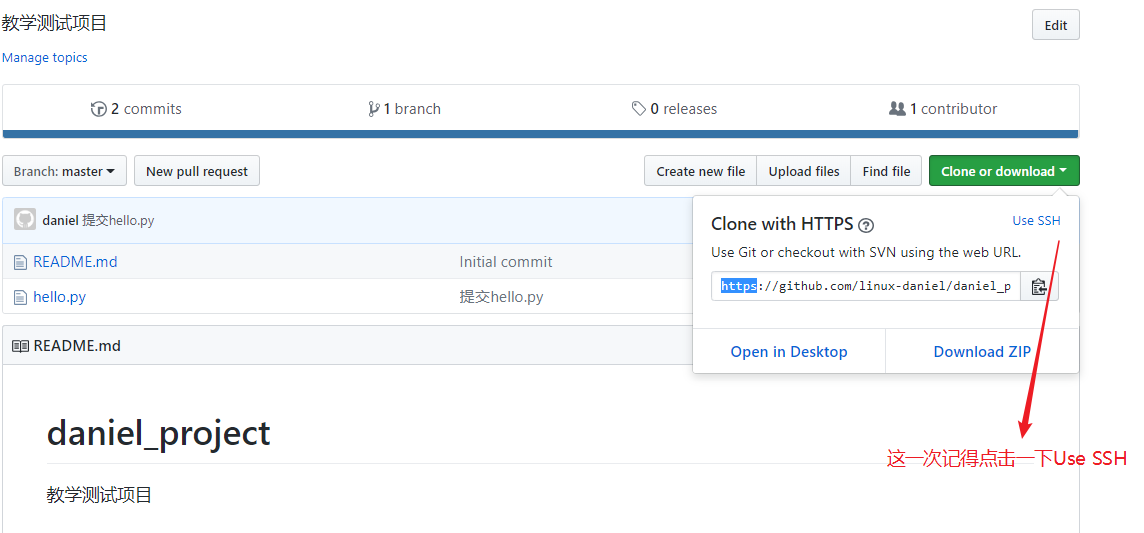 教学测试项目
Edit
Manage topics
2 commits
1 branch
0 releases
1 contributor
Branch: master
New pull request
Create new file
Upload files
Find file
Clone or download
daniel 提交hello.py
Clone with HTTPS
Use SSH
Use Git or checkout with SVN using the web URL.
README.md
Initial commit
https://github.com/linux-daniel/daniel_p
hello.py
提交hello.py
README.md
Open in Desktop
Download ZIP
daniel_project
这一次记得点击一下Use SSH
教学测试项目